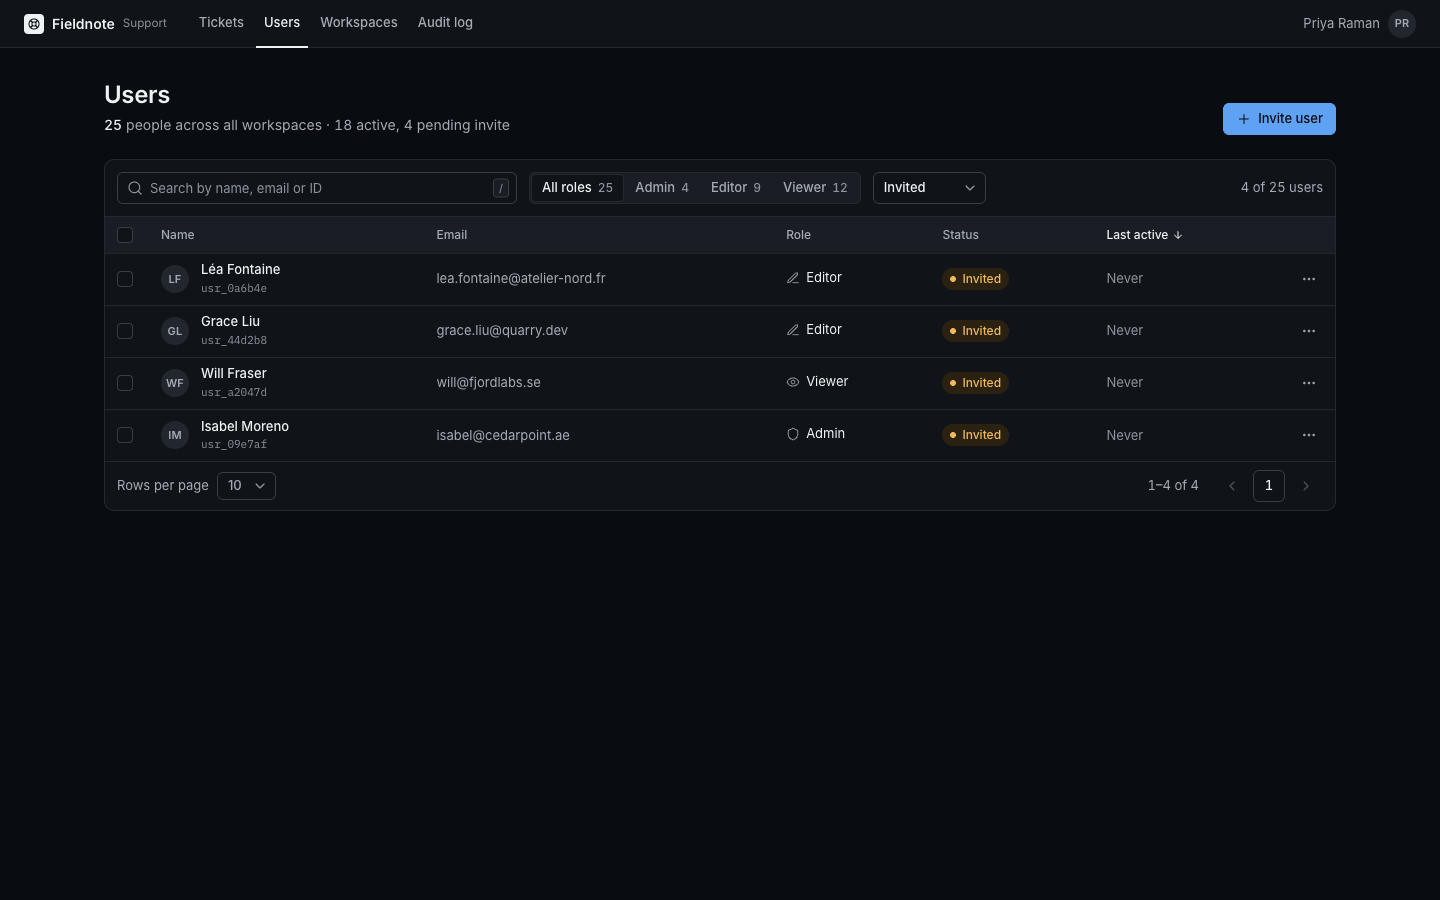 Fieldnote Support Tickets Users Workspaces Audit log Priya Raman PR
Users
25 people across all workspaces · 18 active, 4 pending invite
Invite user
Search by name, email or ID / All roles 25 Admin 4 Editor 9 Viewer 12 Invited 4 of 25 users
Name Email Role Status Last active ↓
LF Léa Fontaine lea.fontaine@atelier-nord.fr Editor Invited Never
usr_0a6b4e
GL Grace Liu grace.liu@quarry.dev Editor Invited Never
usr_44d2b8
WF Will Fraser will@fjordlabs.se Viewer Invited Never
usr_a2047d
IM Isabel Moreno isabel@cedarpoint.ae Admin Invited Never
usr_09e7af
Rows per page 10 1–4 of 4 1